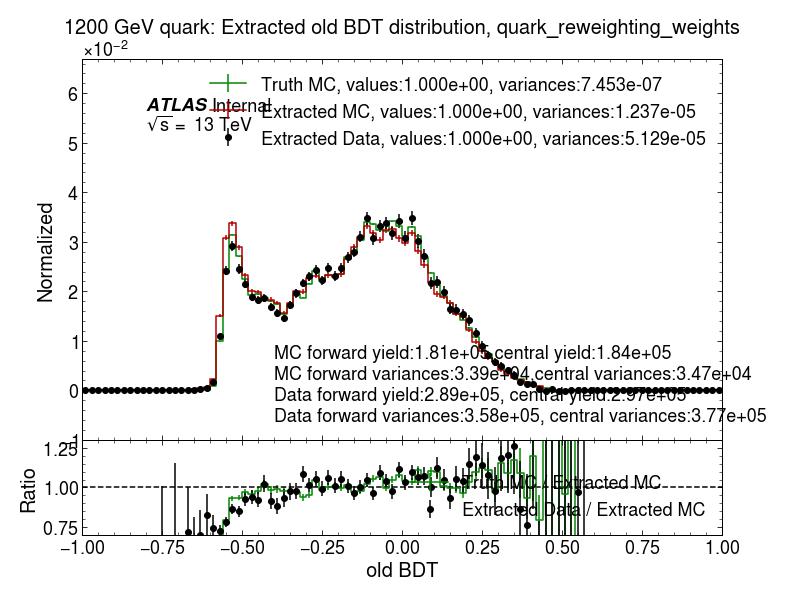 1200 GeV quark: Extracted old BDT distribution, quark_reweighting_weights
×10⁻²
Truth MC, values:1.000e+00, variances:7.453e-07
ATLAS Internal
Extracted MC, values:1.000e+00, variances:1.237e-05
√s = 13 TeV
Extracted Data, values:1.000e+00, variances:5.129e-05
6
5
4
3
2
1
0
Normalized
MC forward yield:1.81e+05, central yield:1.84e+05
MC forward variances:3.39e+04, central variances:3.47e+04
Data forward yield:2.89e+05, central yield:2.97e+05
Data forward variances:3.58e+05, central variances:3.77e+05
1.25
1.00
0.75
Ratio
Truth MC / Extracted MC
Extracted Data / Extracted MC
−1.00 −0.75 −0.50 −0.25 0.00 0.25 0.50 0.75 1.00
old BDT